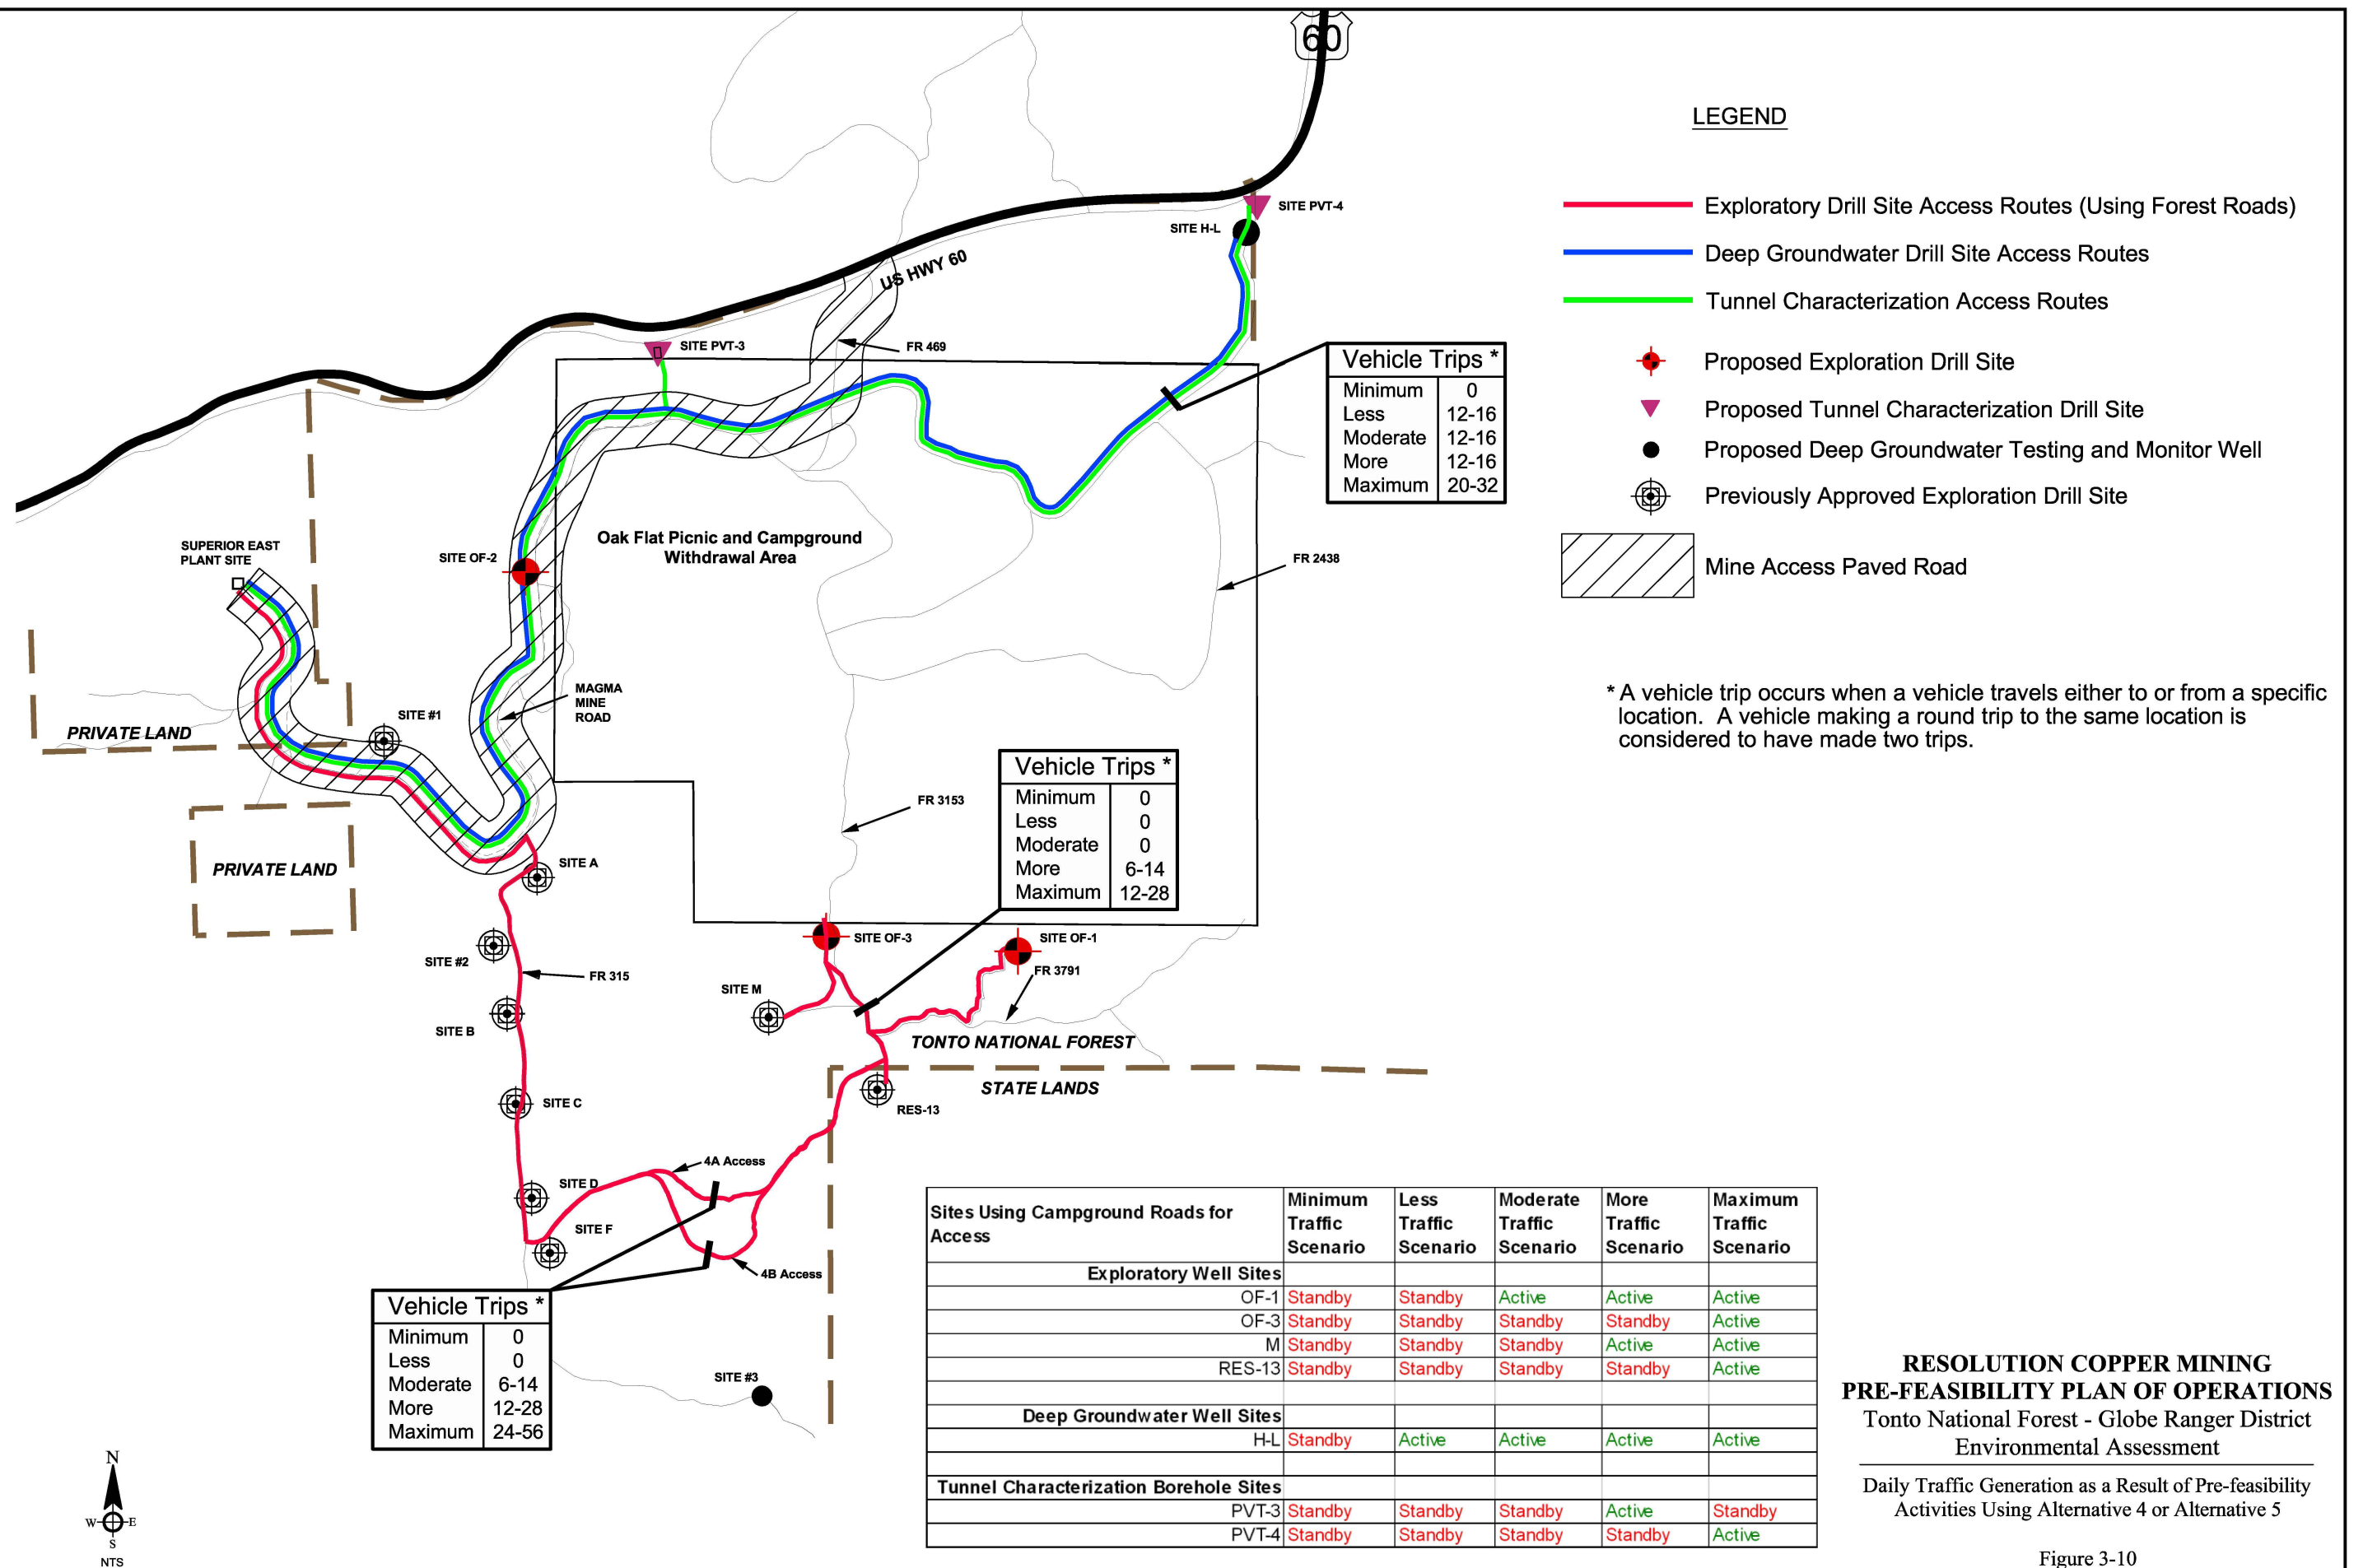 60
LEGEND
Exploratory Drill Site Access Routes (Using Forest Roads)
Deep Groundwater Drill Site Access Routes
Tunnel Characterization Access Routes
Proposed Exploration Drill Site
Proposed Tunnel Characterization Drill Site
Proposed Deep Groundwater Testing and Monitor Well
Previously Approved Exploration Drill Site
Mine Access Paved Road
* A vehicle trip occurs when a vehicle travels either to or from a specific
location. A vehicle making a round trip to the same location is
considered to have made two trips.
SITE PVT-4
SITE H-L
US HWY 60
SITE PVT-3
FR 469
Vehicle Trips *
Minimum 0
Less 12-16
Moderate 12-16
More 12-16
Maximum 20-32
SUPERIOR EAST
PLANT SITE
SITE OF-2
Oak Flat Picnic and Campground
Withdrawal Area
FR 2438
MAGMA
MINE
ROAD
SITE #1
PRIVATE LAND
Vehicle Trips *
Minimum 0
Less 0
Moderate 0
More 6-14
Maximum 12-28
FR 3153
PRIVATE LAND
SITE A
SITE OF-3
SITE OF-1
SITE #2
FR 315
FR 3791
SITE M
SITE B
TONTO NATIONAL FOREST
STATE LANDS
SITE C
RES-13
4A Access
SITE D
SITE F
4B Access
Vehicle Trips *
Minimum 0
Less 0
Moderate 6-14
More 12-28
Maximum 24-56
SITE #3
N
W E
S
NTS
Sites Using Campground Roads for Access Minimum Traffic Scenario Less Traffic Scenario Moderate Traffic Scenario More Traffic Scenario Maximum Traffic Scenario
Exploratory Well Sites
OF-1 Standby Standby Active Active Active
OF-3 Standby Standby Standby Standby Active
M Standby Standby Standby Active Active
RES-13 Standby Standby Standby Standby Active
Deep Groundwater Well Sites
H-L Standby Active Active Active Active
Tunnel Characterization Borehole Sites
PVT-3 Standby Standby Standby Active Standby
PVT-4 Standby Standby Standby Standby Active
RESOLUTION COPPER MINING
PRE-FEASIBILITY PLAN OF OPERATIONS
Tonto National Forest - Globe Ranger District
Environmental Assessment
Daily Traffic Generation as a Result of Pre-feasibility
Activities Using Alternative 4 or Alternative 5
Figure 3-10